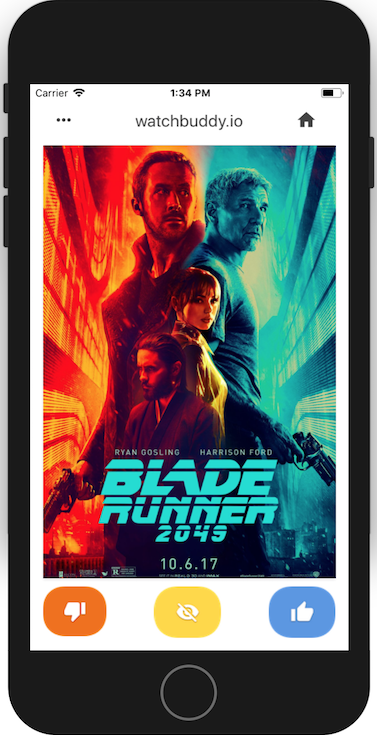 Carrier
1:34 PM
watchbuddy.io
RYAN GOSLING HARRISON FORD
BLADE
RUNNER
2049
10.6.17